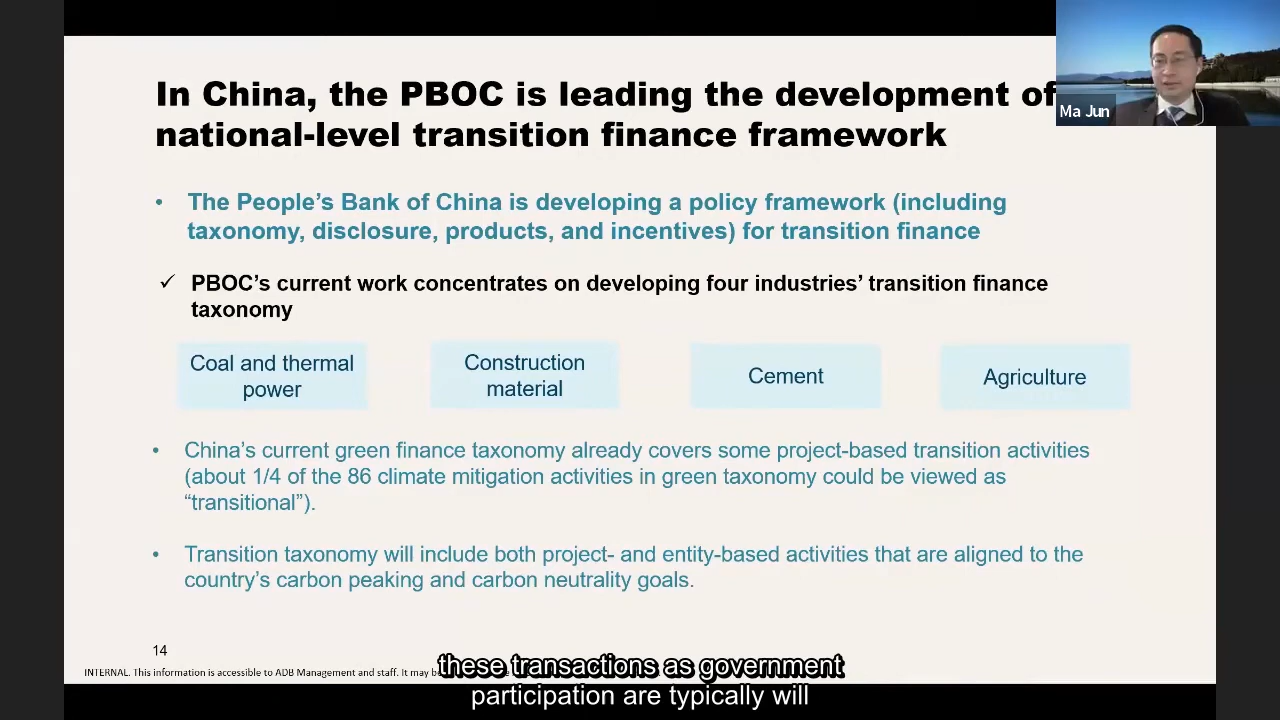 In China, the PBOC is leading the development of
national-level transition finance framework
Ma Jun
• The People’s Bank of China is developing a policy framework (including
taxonomy, disclosure, products, and incentives) for transition finance
✓ PBOC’s current work concentrates on developing four industries’ transition finance
taxonomy
Coal and thermal
power
Construction
material
Cement
Agriculture
• China’s current green finance taxonomy already covers some project-based transition activities
(about 1/4 of the 86 climate mitigation activities in green taxonomy could be viewed as
“transitional”).
• Transition taxonomy will include both project- and entity-based activities that are aligned to the
country’s carbon peaking and carbon neutrality goals.
14
INTERNAL. This information is accessible to ADB Management and staff. It may
these transactions as government
participation are typically will